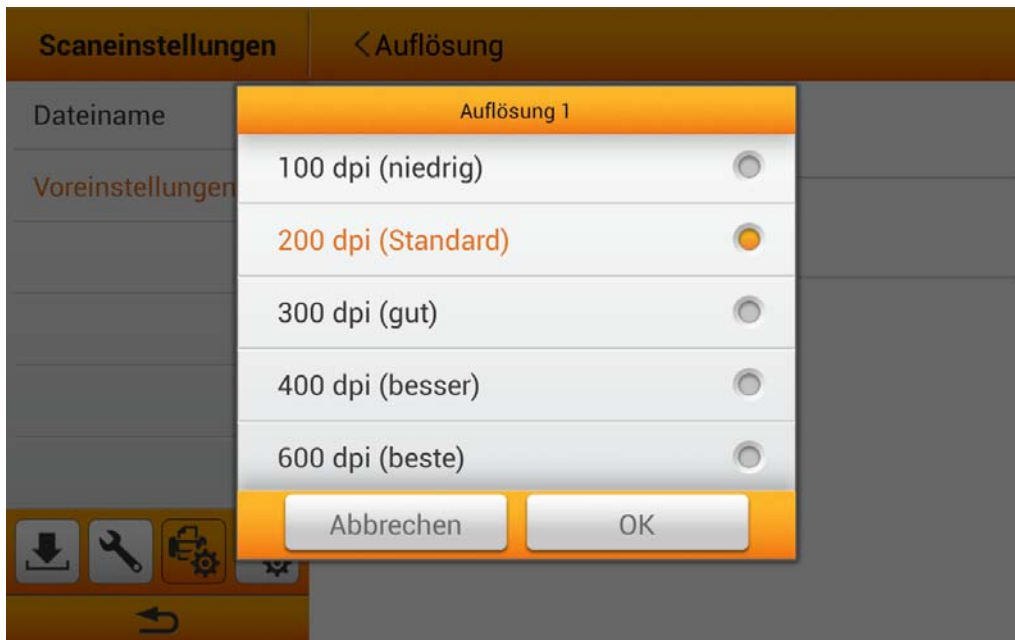 Scaneinstellungen
Auflösung
Dateiname
Voreinstellungen
Auflösung 1
100 dpi (niedrig)
200 dpi (Standard)
300 dpi (gut)
400 dpi (besser)
600 dpi (beste)
Abbrechen
OK